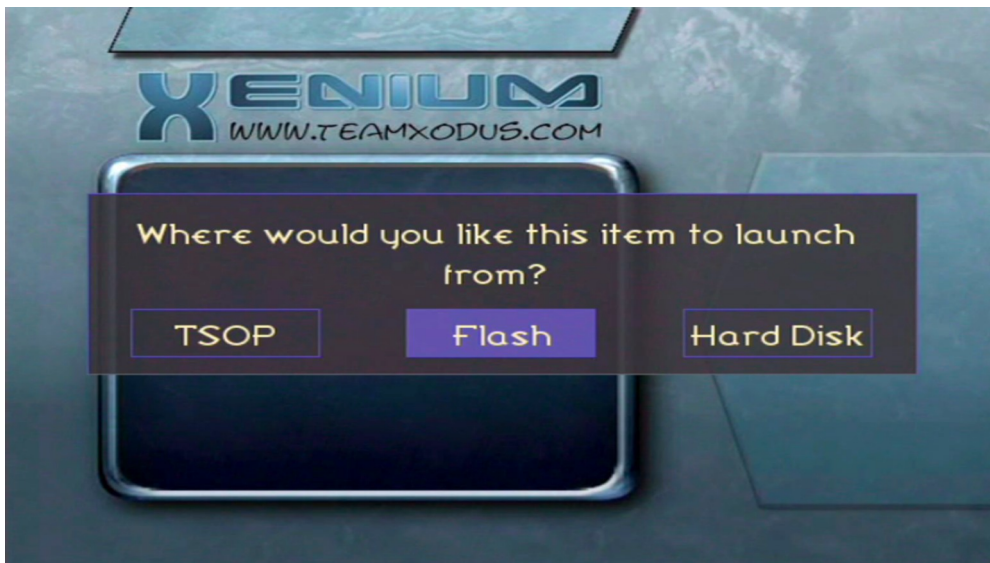 XENIUM
WWW.TEAMXODUS.COM
Where would you like this item to launch
from?
TSOP
Flash
Hard Disk